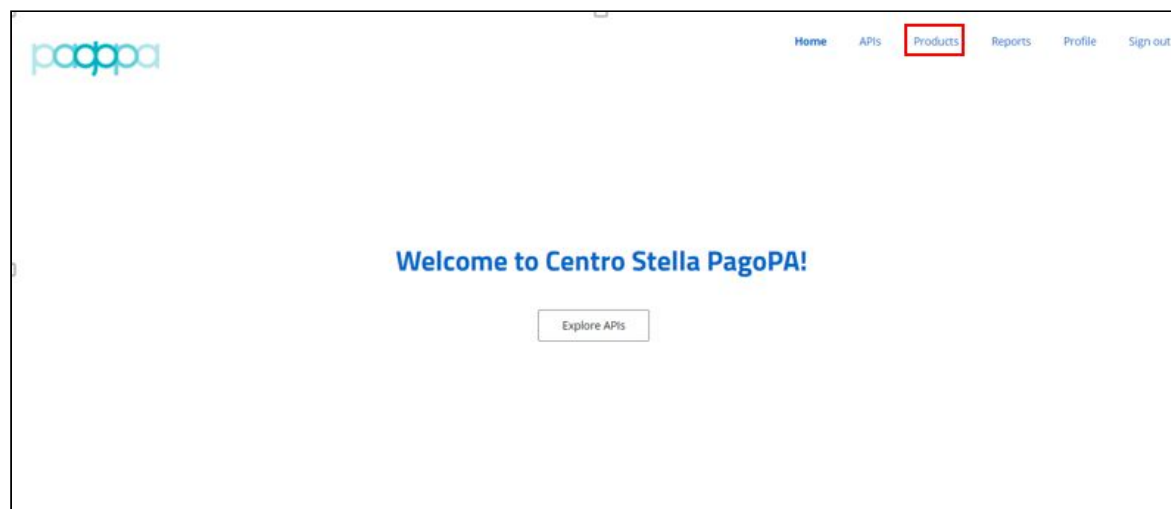 pagopa
Home APIs Products Reports Profile Sign out
Welcome to Centro Stella PagoPA!
Explore APIs